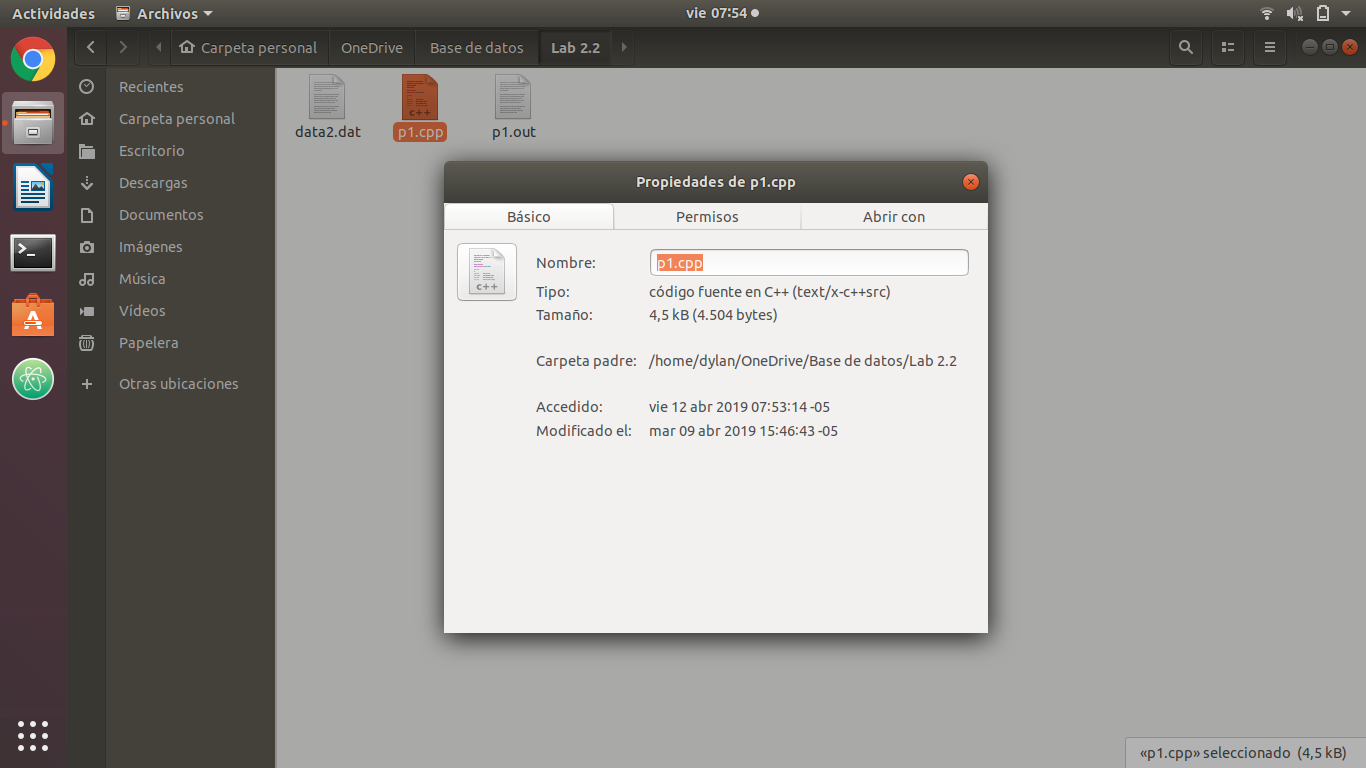 Actividades Archivos vie 07:54
Carpeta personal OneDrive Base de datos Lab 2.2
Recientes
Carpeta personal
Escritorio
Descargas
Documentos
Imágenes
Música
Vídeos
Papelera
Otras ubicaciones
data2.dat p1.cpp p1.out
Propiedades de p1.cpp
Básico Permisos Abrir con
c++
Nombre: p1.cpp
Tipo: código fuente en C++ (text/x-c++src)
Tamaño: 4,5 kB (4.504 bytes)
Carpeta padre: /home/dylan/OneDrive/Base de datos/Lab 2.2
Accedido: vie 12 abr 2019 07:53:14 -05
Modificado el: mar 09 abr 2019 15:46:43 -05
«p1.cpp» seleccionado (4,5 kB)